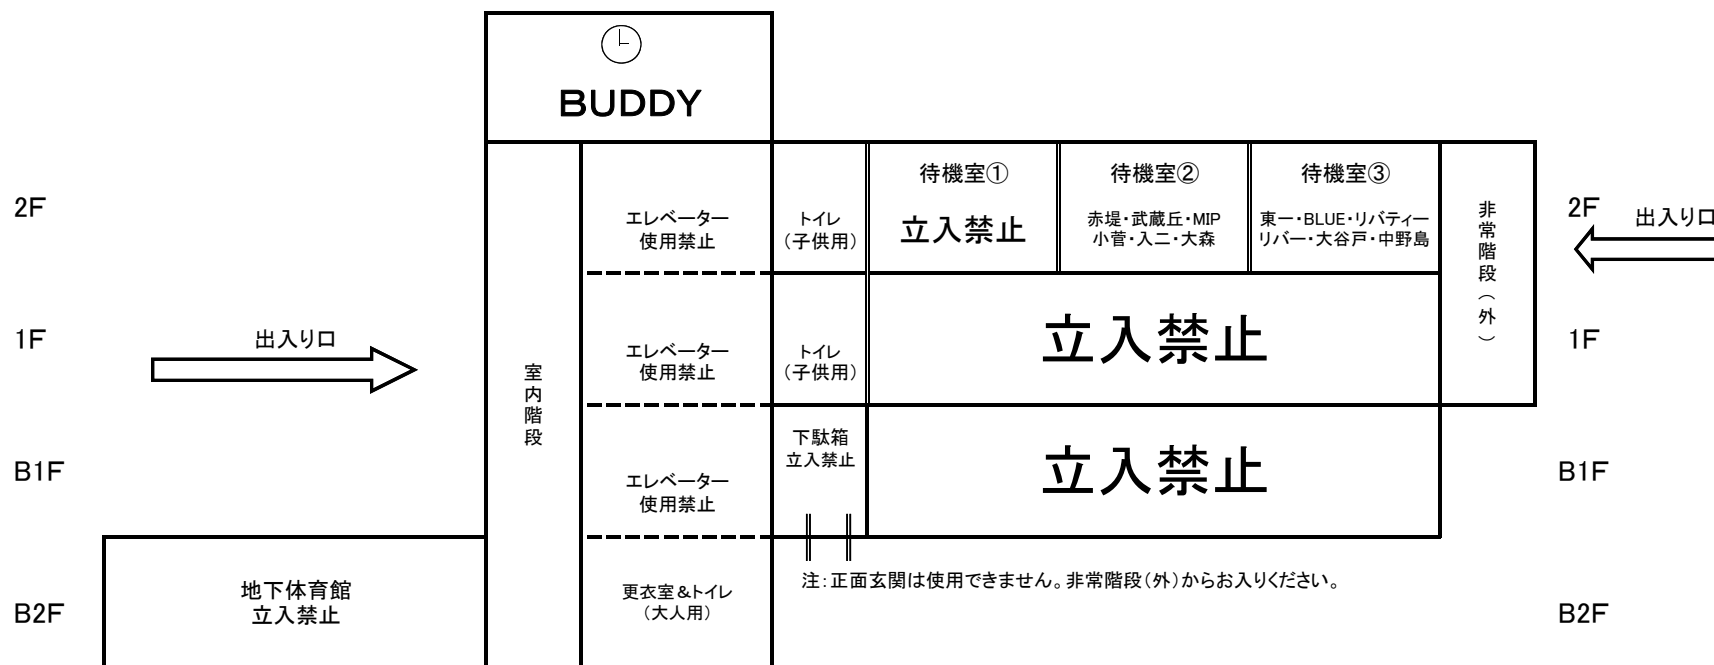 BUDDY
2F
エレベーター
使用禁止
トイレ
(子供用)
待機室①
立入禁止
待機室②
赤堤・武蔵丘・MIP
小菅・入二・大森
待機室③
東一・BLUE・リバティー
リバー・大谷戸・中野島
非常階段(外)
2F
出入り口
1F
出入り口
室内階段
エレベーター
使用禁止
トイレ
(子供用)
立入禁止
1F
B1F
エレベーター
使用禁止
下駄箱
立入禁止
立入禁止
B1F
B2F
地下体育館
立入禁止
更衣室&トイレ
(大人用)
注:正面玄関は使用できません。非常階段(外)からお入りください。
B2F